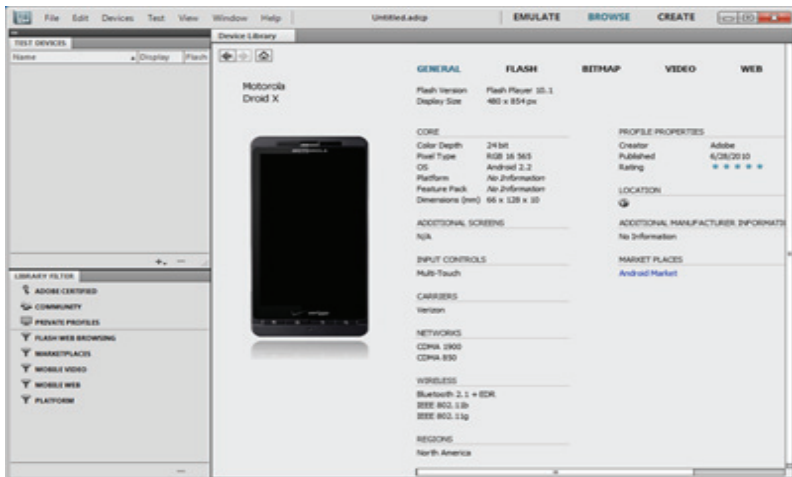 File Edit Devices Test View Window Help Untitled.adcp EMULATE BROWSE CREATE
TEST DEVICES
Name Display Flash
Device Library
Motorola
Droid X
GENERAL FLASH BITMAP VIDEO WEB
Flash Version Flash Player 10.1
Display Size 480 x 854 px
CORE
Color Depth 24 bit
Pixel Type RGB 16 565
OS Android 2.2
Platform No Information
Feature Pack No Information
Dimensions (mm) 66 x 128 x 10
ADDITIONAL SCREENS
N/A
INPUT CONTROLS
Multi-Touch
CARRIERS
Verizon
NETWORKS
CDMA 1900
CDMA 850
WIRELESS
Bluetooth 2.1 + EDR
IEEE 802.11b
IEEE 802.11g
REGIONS
North America
PROFILE PROPERTIES
Creator Adobe
Published 6/28/2010
Rating
LOCATION
ADDITIONAL MANUFACTURER INFORMATI
No Information
MARKET PLACES
Android Market
LIBRARY FILTER
ADOBE CERTIFIED
COMMUNITY
PRIVATE PROFILES
FLASH WEB BROWSING
MARKETPLACES
MOBILE VIDEO
MOBILE WEB
PLATFORM